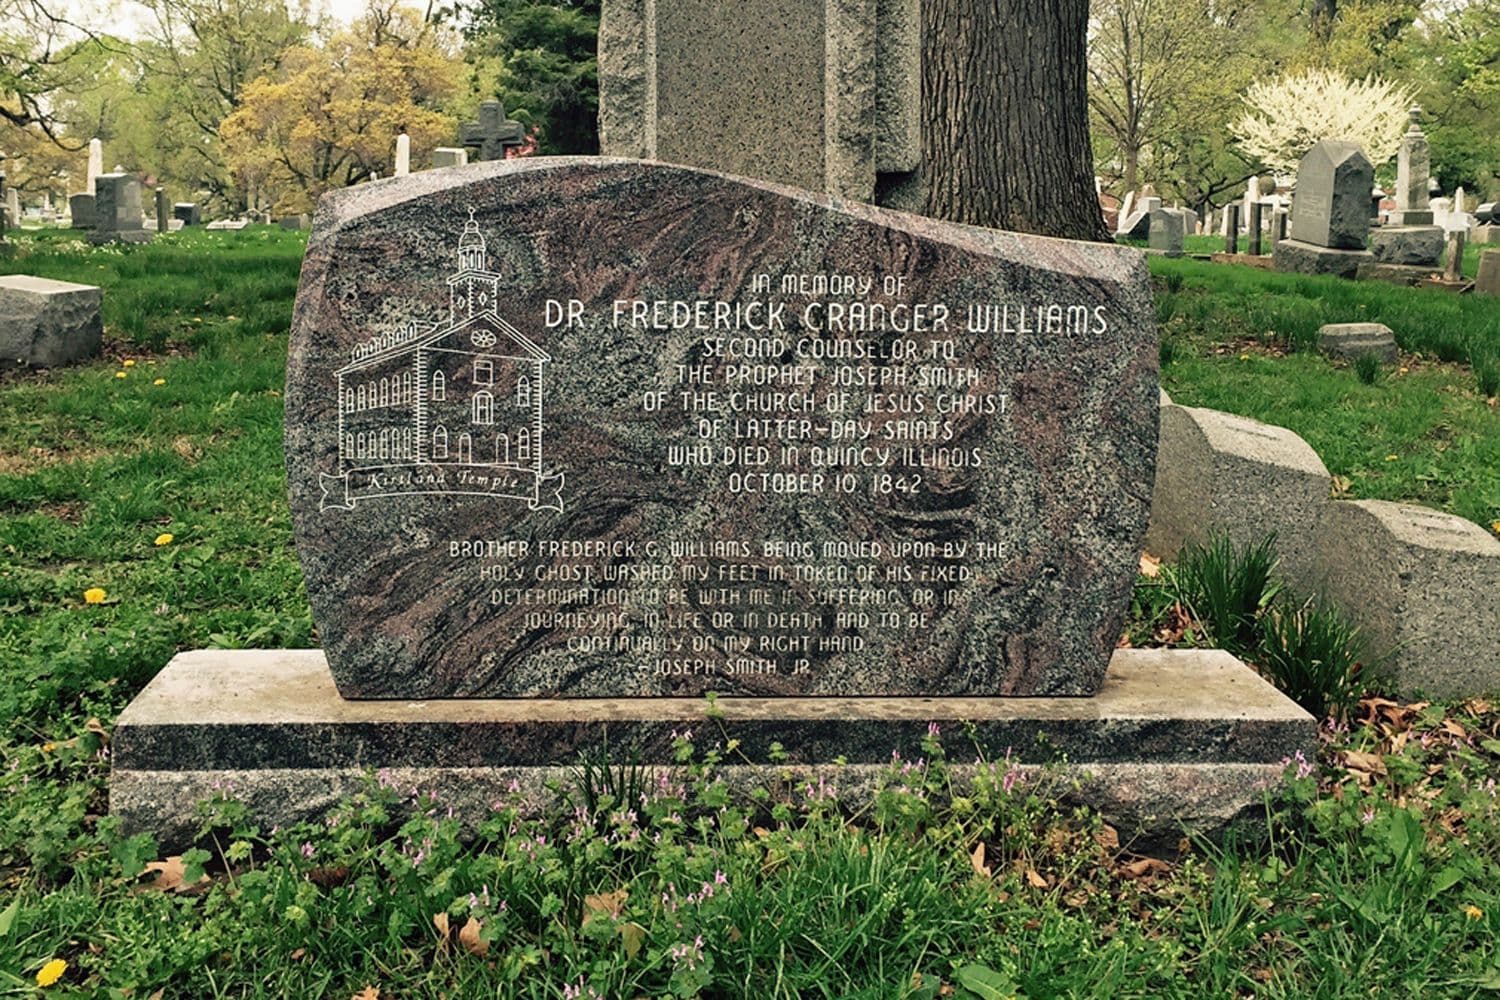 IN MEMORY OF
DR. FREDERICK GRANGER WILLIAMS
SECOND COUNSELOR TO
THE PROPHET JOSEPH SMITH
OF THE CHURCH OF JESUS CHRIST
OF LATTER-DAY SAINTS
WHO DIED IN QUINCY ILLINOIS
OCTOBER 10 1842
Kirtland Temple
BROTHER FREDERICK G. WILLIAMS, BEING MOVED UPON BY THE
HOLY GHOST, WASHED MY FEET IN TOKEN OF HIS FIXED
DETERMINATION TO BE WITH ME IN SUFFERING, OR IN
JOURNEYING, IN LIFE OR IN DEATH AND TO BE
CONTINUALLY ON MY RIGHT HAND
- JOSEPH SMITH JR.